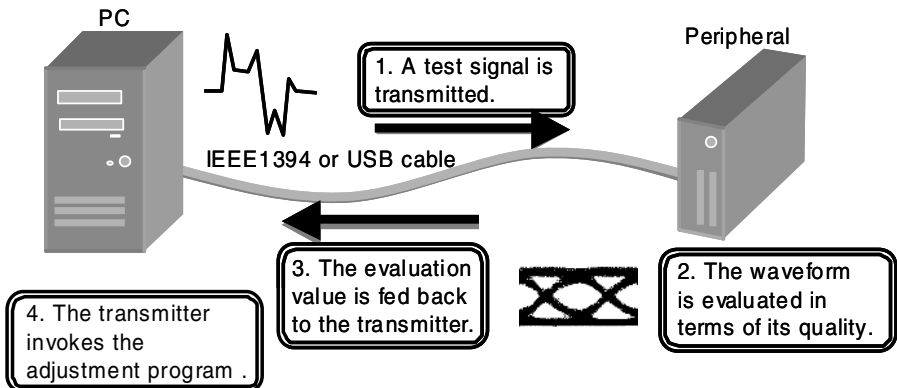 PC
Peripheral
1. A test signal is
transmitted.
IEEE1394 or USB cable
2. The waveform
is evaluated in
terms of its quality.
3. The evaluation
value is fed back
to the transmitter.
4. The transmitter
invokes the
adjustment program .